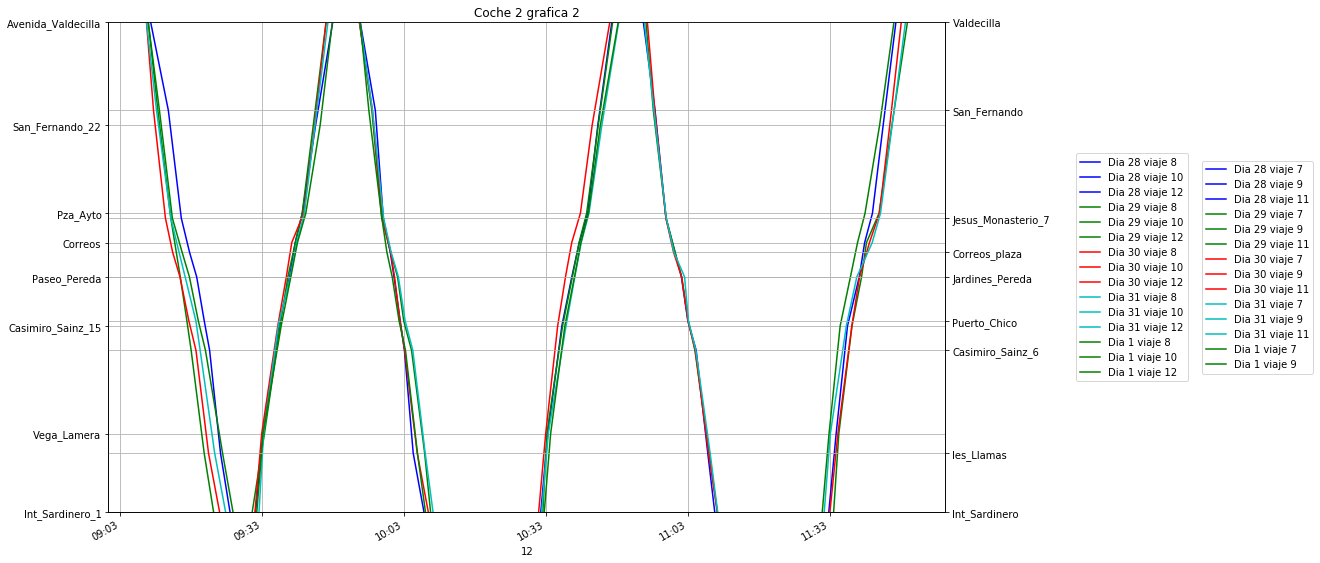 Coche 2 grafica 2
Avenida_Valdecilla
San_Fernando_22
Pza_Ayto
Correos
Paseo_Pereda
Casimiro_Sainz_15
Vega_Lamera
Int_Sardinero_1
Valdecilla
San_Fernando
Jesus_Monasterio_7
Correos_plaza
Jardines_Pereda
Puerto_Chico
Casimiro_Sainz_6
Ies_Llamas
Int_Sardinero
09:03
09:33
10:03
10:33
11:03
11:33
12
Dia 28 viaje 8
Dia 28 viaje 10
Dia 28 viaje 12
Dia 29 viaje 8
Dia 29 viaje 10
Dia 29 viaje 12
Dia 30 viaje 8
Dia 30 viaje 10
Dia 30 viaje 12
Dia 31 viaje 8
Dia 31 viaje 10
Dia 31 viaje 12
Dia 1 viaje 8
Dia 1 viaje 10
Dia 1 viaje 12
Dia 28 viaje 7
Dia 28 viaje 9
Dia 28 viaje 11
Dia 29 viaje 7
Dia 29 viaje 9
Dia 29 viaje 11
Dia 30 viaje 7
Dia 30 viaje 9
Dia 30 viaje 11
Dia 31 viaje 7
Dia 31 viaje 9
Dia 31 viaje 11
Dia 1 viaje 7
Dia 1 viaje 9